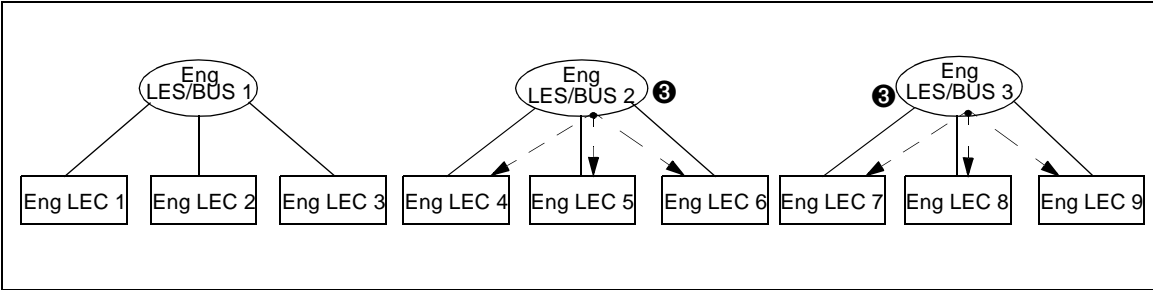 Eng
LES/BUS 1
Eng
LES/BUS 2
❸
Eng
LES/BUS 3
❸
Eng LEC 1
Eng LEC 2
Eng LEC 3
Eng LEC 4
Eng LEC 5
Eng LEC 6
Eng LEC 7
Eng LEC 8
Eng LEC 9